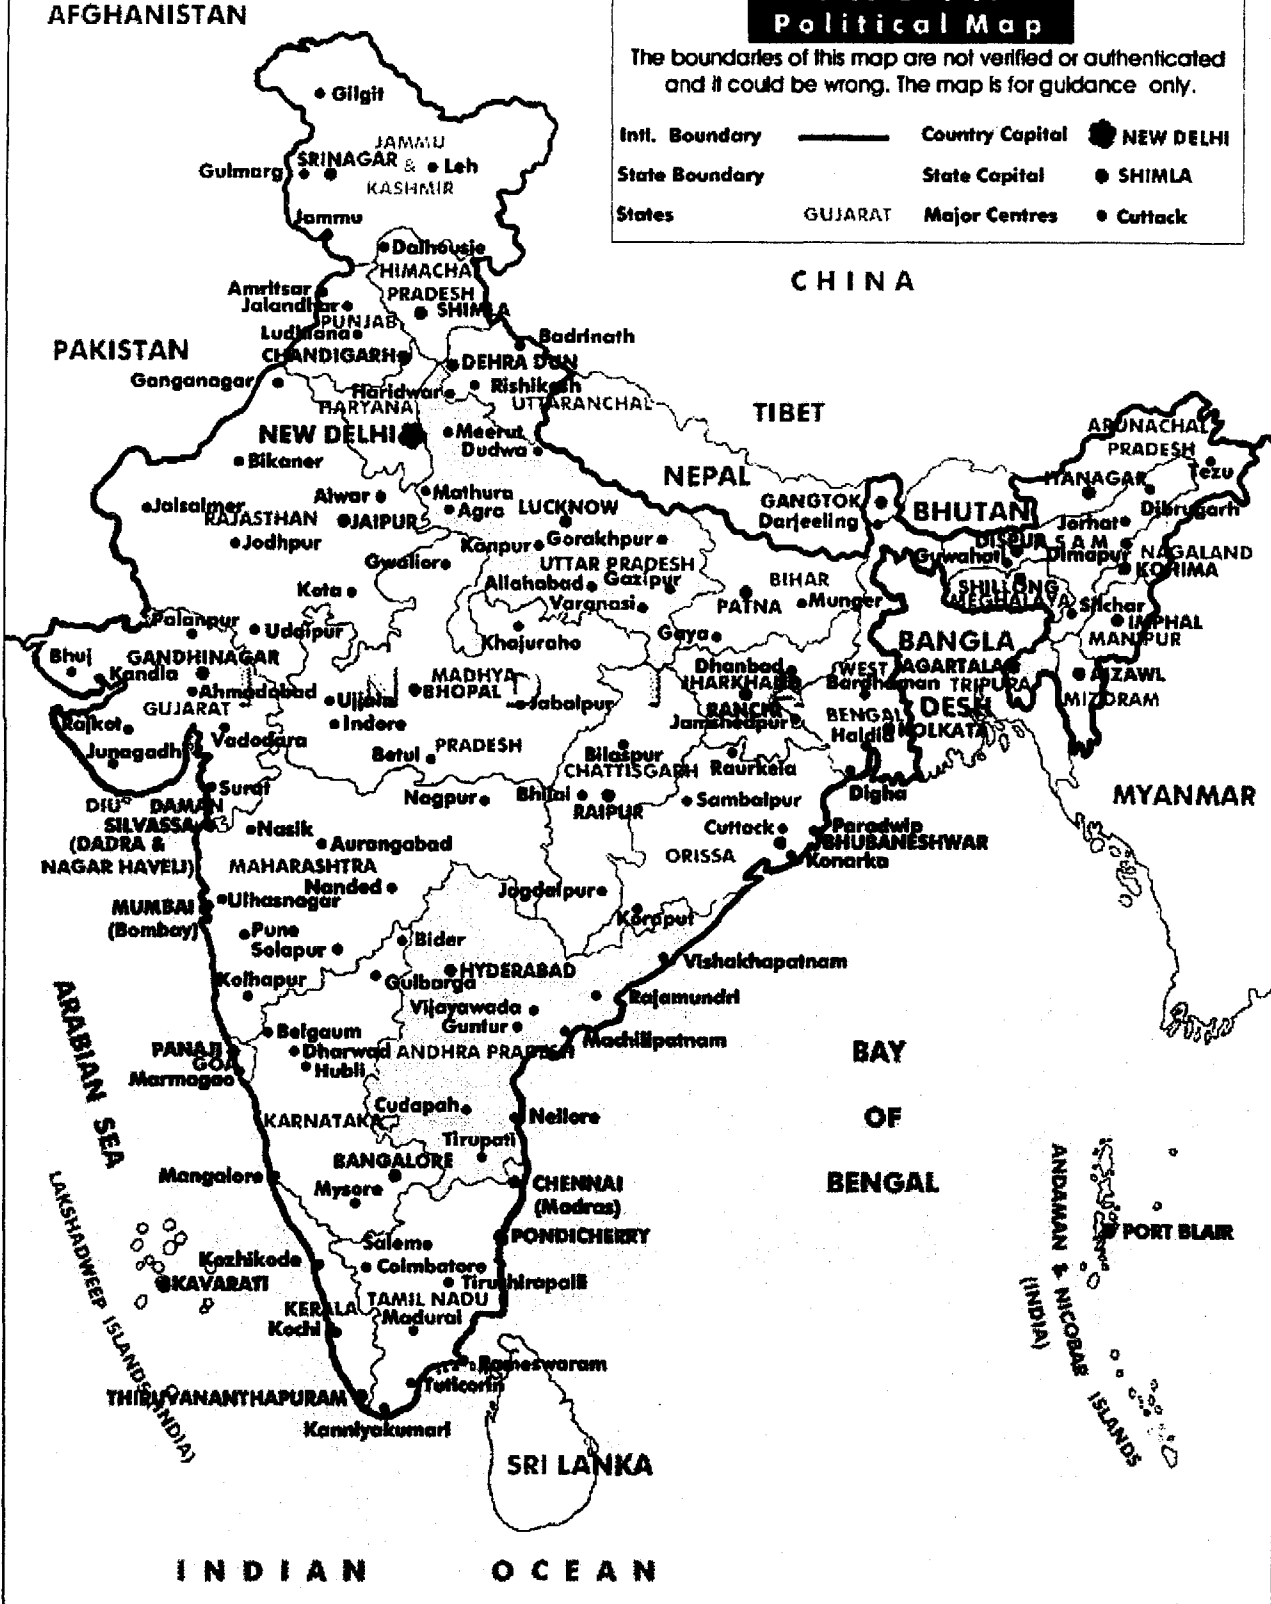 AFGHANISTAN
Political Map
The boundaries of this map are not verified or authenticated
and it could be wrong. The map is for guidance only.
Intl. Boundary
Country Capital
NEW DELHI
State Boundary
State Capital
SHIMLA
States
GUJARAT
Major Centres
Cuttack
Gilgit
JAMMU
&
KASHMIR
SRINAGAR
Leh
Gulmarg
Jammu
Dalhousie
HIMACHAL
PRADESH
SHIMLA
CHINA
Amritsar
Jalandhar
PUNJAB
Ludhiana
CHANDIGARH
PAKISTAN
Ganganagar
Badrinath
DEHRA DUN
Rishikesh
Haridwar
UTTARANCHAL
HARYANA
NEW DELHI
Meerut
Dudwa
TIBET
NEPAL
ARUNACHAL
PRADESH
ITANAGAR
Tezu
Bikaner
Jaisalmer
RAJASTHAN
Alwar
JAIPUR
Mathura
Agra
LUCKNOW
GANGTOK
Darjeeling
BHUTAN
Dibrugarh
Jorhat
DISPUR
S A M
Guwahati
Dimapur
NAGALAND
KOHIMA
Jodhpur
Gwalior
Kanpur
Gorakhpur
UTTAR PRADESH
Allahabad
Gazipur
Varanasi
BIHAR
PATNA
Munger
SHILLONG
MEGHALAYA
Silchar
IMPHAL
MANIPUR
Kota
Palanpur
Udaipur
Khajuraho
Gaya
BANGLA
DESH
Bhuj
GANDHINAGAR
Kandla
Ahmadabad
GUJARAT
Ujjain
MADHYA
BHOPAL
Jabalpur
Dhanbad
JHARKHAND
RANCHI
Jamshedpur
WEST
Bardhaman
BENGAL
Haldia
KOLKATA
AGARTALA
TRIPURA
AIZAWL
MIZORAM
Rajkot
Junagadh
Vadodara
Indore
Betul
PRADESH
Bilaspur
CHATTISGARH
Raurkela
Digha
MYANMAR
DIU
DAMAN
Surat
SILVASSA
(DADRA &
NAGAR HAVELI)
Nasik
Nagpur
Bhilai
RAIPUR
Sambalpur
Cuttack
Paradwip
BHUBANESHWAR
Konarka
ORISSA
Aurangabad
MAHARASHTRA
Nanded
Ulhasnagar
MUMBAI
(Bombay)
Jagdalpur
Koraput
Pune
Solapur
Bider
HYDERABAD
Vishakhapatnam
Kolhapur
Gulbarga
Vijayawada
Guntur
Rajamundri
Machilipatnam
ARABIAN SEA
Belgaum
PANAJI
GOA
Marmogao
Dharwad
Hubli
ANDHRA PRADESH
BAY
OF
BENGAL
Cudapah
KARNATAKA
Nellore
Tirupati
BANGALORE
Mangalore
Mysore
CHENNAI
(Madras)
PONDICHERRY
LAKSHADWEEP ISLANDS (INDIA)
KAVARATI
Saleme
Kozhikode
Coimbatore
Tiruchirapalli
TAMIL NADU
KERALA
Kochi
Madurai
Rameswaram
Tuticorin
THIRUVANANTHAPURAM
Kanniyakumari
SRI LANKA
ANDAMAN & NICOBAR ISLANDS
(INDIA)
PORT BLAIR
INDIAN OCEAN